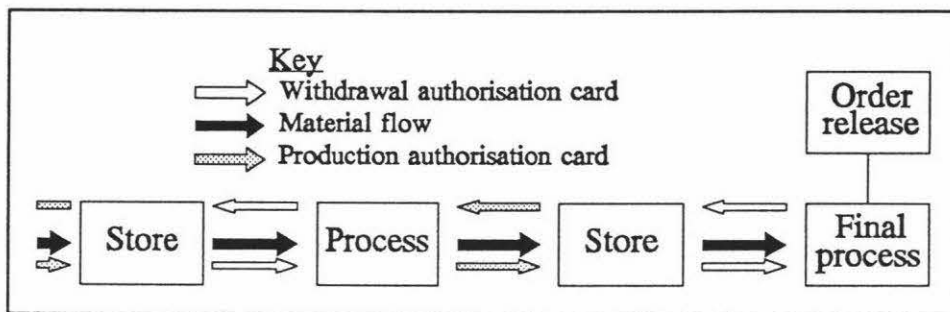 Key
Withdrawal authorisation card
Material flow
Production authorisation card
Order
release
Store
Process
Store
Final
process